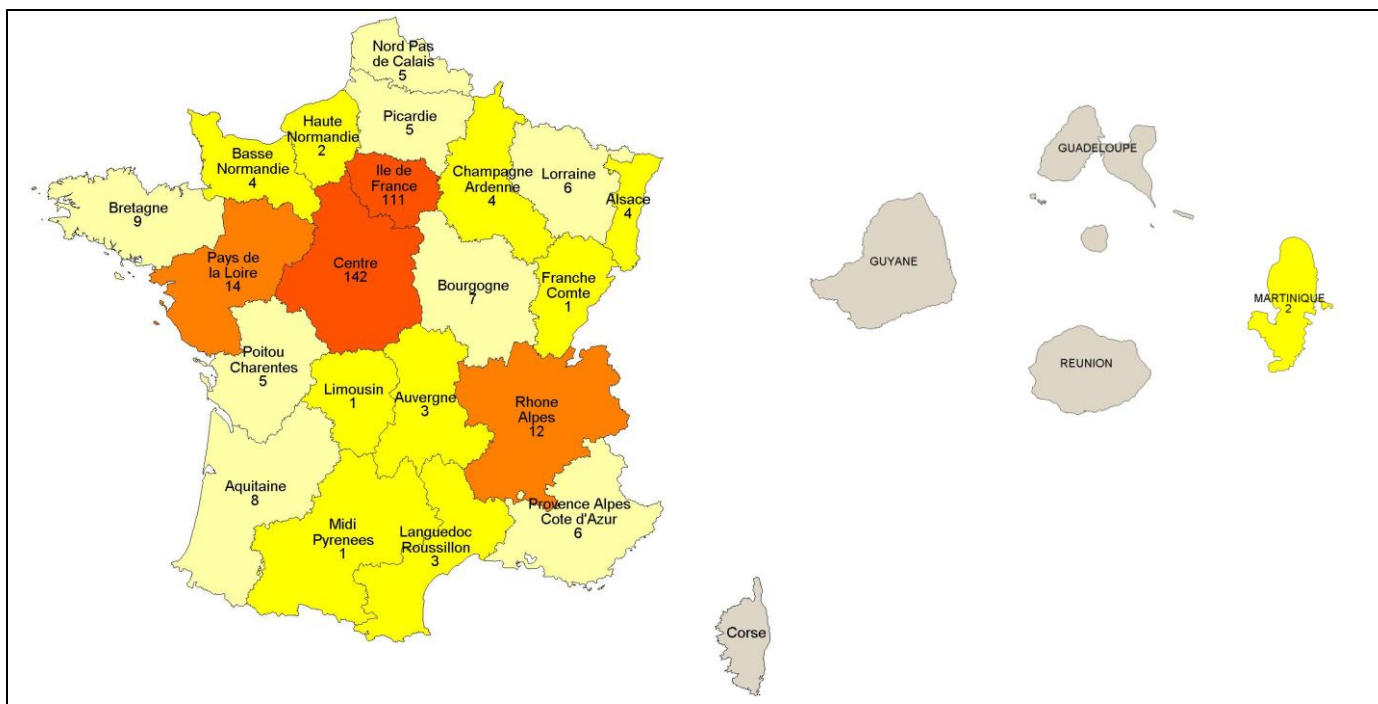 Nord Pas
de Calais
5
Picardie
5
Haute
Normandie
2
Basse
Normandie
4
Ile de
France
111
Champagne
Ardenne
4
Lorraine
6
Alsace
4
Bretagne
9
Pays de
la Loire
14
Centre
142
Bourgogne
7
Franche
Comte
1
Poitou
Charentes
5
Limousin
1
Auvergne
3
Rhone
Alpes
12
Aquitaine
8
Midi
Pyrenees
1
Languedoc
Roussillon
3
Provence Alpes
Cote d'Azur
6
Corse
GUADELOUPE
GUYANE
MARTINIQUE
2
REUNION